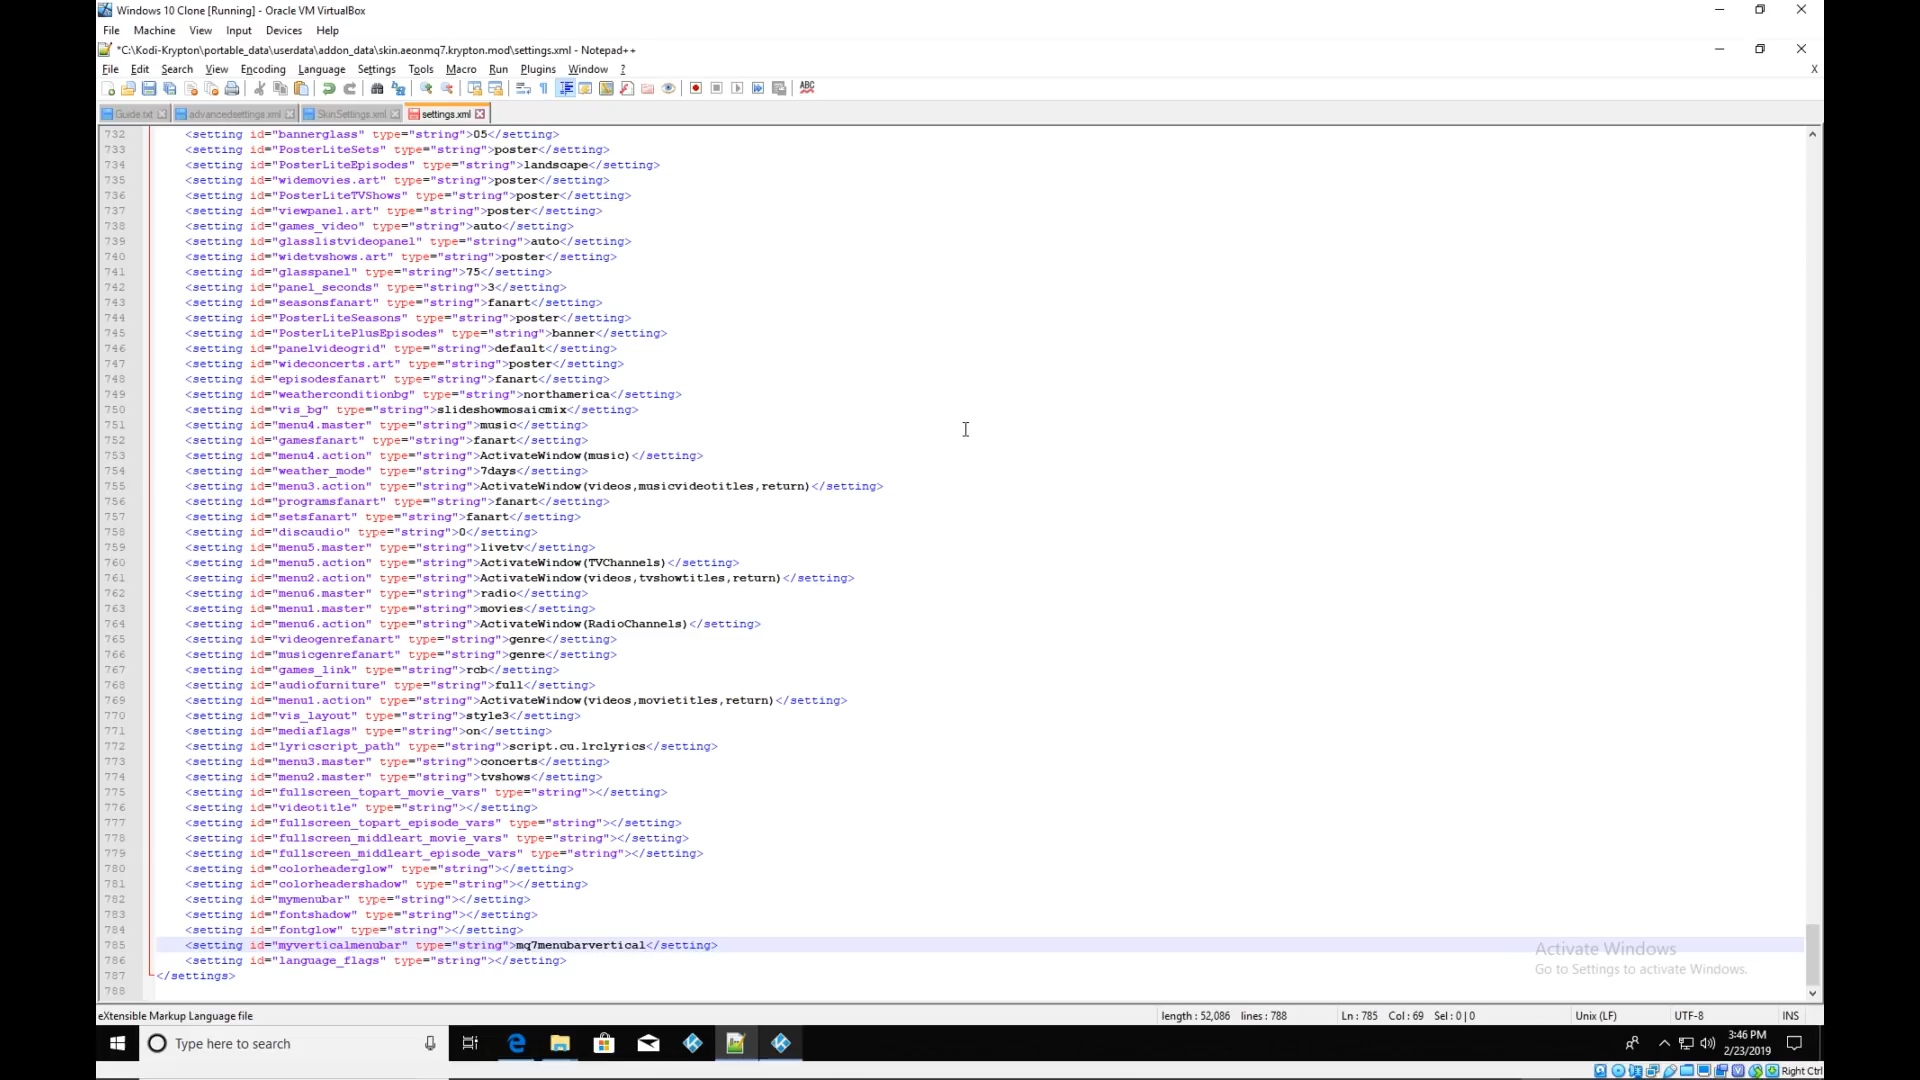 Windows 10 Clone [Running] - Oracle VM VirtualBox
File Machine View Input Devices Help
*C:\Kodi-Krypton\portable_data\userdata\addon_data\skin.aeonmq7.krypton.mod\settings.xml - Notepad++
File Edit Search View Encoding Language Settings Tools Macro Run Plugins Window ? X
Guide.txt advancedsettings.xml SkinSettings.xml settings.xml
732 <setting id="bannerglass" type="string">05</setting>
733 <setting id="PosterLiteSets" type="string">poster</setting>
734 <setting id="PosterLiteEpisodes" type="string">landscape</setting>
735 <setting id="widemovies.art" type="string">poster</setting>
736 <setting id="PosterLiteTVShows" type="string">poster</setting>
737 <setting id="viewpanel.art" type="string">poster</setting>
738 <setting id="games_video" type="string">auto</setting>
739 <setting id="glasslistvideopanel" type="string">auto</setting>
740 <setting id="widetvshows.art" type="string">poster</setting>
741 <setting id="glasspanel" type="string">75</setting>
742 <setting id="panel_seconds" type="string">3</setting>
743 <setting id="seasonsfanart" type="string">fanart</setting>
744 <setting id="PosterLiteSeasons" type="string">poster</setting>
745 <setting id="PosterLitePlusEpisodes" type="string">banner</setting>
746 <setting id="panelvideogrid" type="string">default</setting>
747 <setting id="wideconcerts.art" type="string">poster</setting>
748 <setting id="episodesfanart" type="string">fanart</setting>
749 <setting id="weatherconditionbg" type="string">northamerica</setting>
750 <setting id="vis_bg" type="string">slideshowmosaicmix</setting>
751 <setting id="menu4.master" type="string">music</setting>
752 <setting id="gamesfanart" type="string">fanart</setting>
753 <setting id="menu4.action" type="string">ActivateWindow(music)</setting>
754 <setting id="weather_mode" type="string">7days</setting>
755 <setting id="menu3.action" type="string">ActivateWindow(videos,musicvideotitles,return)</setting>
756 <setting id="programsfanart" type="string">fanart</setting>
757 <setting id="setsfanart" type="string">fanart</setting>
758 <setting id="discaudio" type="string">0</setting>
759 <setting id="menu5.master" type="string">livetv</setting>
760 <setting id="menu5.action" type="string">ActivateWindow(TVChannels)</setting>
761 <setting id="menu2.action" type="string">ActivateWindow(videos,tvshowtitles,return)</setting>
762 <setting id="menu6.master" type="string">radio</setting>
763 <setting id="menu1.master" type="string">movies</setting>
764 <setting id="menu6.action" type="string">ActivateWindow(RadioChannels)</setting>
765 <setting id="videogenrefanart" type="string">genre</setting>
766 <setting id="musicgenrefanart" type="string">genre</setting>
767 <setting id="games_link" type="string">rcb</setting>
768 <setting id="audiofurniture" type="string">full</setting>
769 <setting id="menu1.action" type="string">ActivateWindow(videos,movietitles,return)</setting>
770 <setting id="vis_layout" type="string">style3</setting>
771 <setting id="mediaflags" type="string">on</setting>
772 <setting id="lyricscript_path" type="string">script.cu.lrclyrics</setting>
773 <setting id="menu3.master" type="string">concerts</setting>
774 <setting id="menu2.master" type="string">tvshows</setting>
775 <setting id="fullscreen_topart_movie_vars" type="string"></setting>
776 <setting id="videotitle" type="string"></setting>
777 <setting id="fullscreen_topart_episode_vars" type="string"></setting>
778 <setting id="fullscreen_middleart_movie_vars" type="string"></setting>
779 <setting id="fullscreen_middleart_episode_vars" type="string"></setting>
780 <setting id="colorheaderglow" type="string"></setting>
781 <setting id="colorheadershadow" type="string"></setting>
782 <setting id="mymenubar" type="string"></setting>
783 <setting id="fontshadow" type="string"></setting>
784 <setting id="fontglow" type="string"></setting>
785 <setting id="myverticalmenubar" type="string">mq7menubarvertical</setting>
786 <setting id="language_flags" type="string"></setting>
787 </settings>
788
Activate Windows
Go to Settings to activate Windows.
eXtensible Markup Language file length : 52,086 lines : 788 Ln : 785 Col : 69 Sel : 0 | 0 Unix (LF) UTF-8 INS
Type here to search
3:46 PM
2/23/2019
Right Ctrl